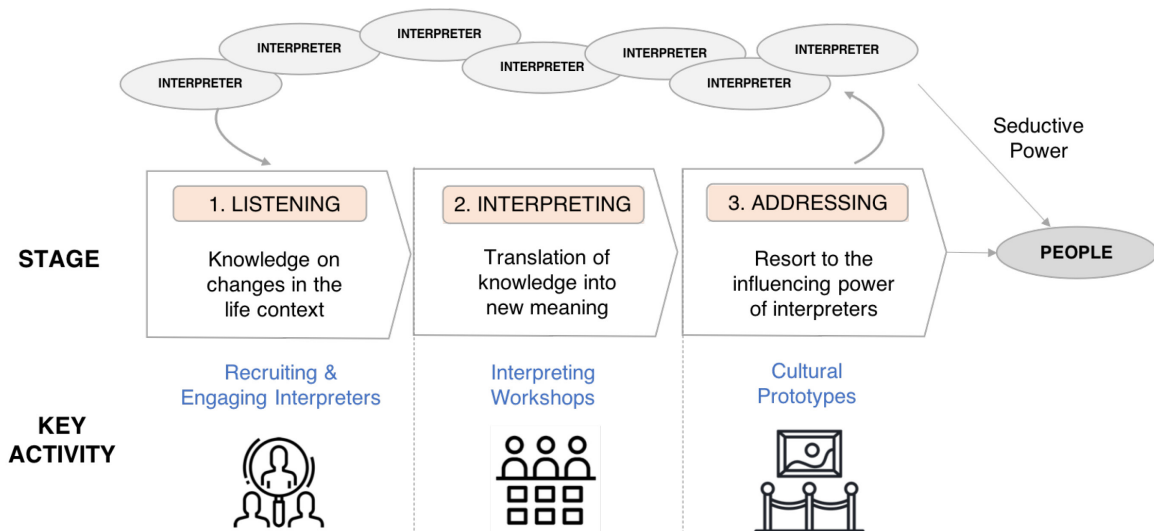 INTERPRETER
INTERPRETER
INTERPRETER
INTERPRETER
INTERPRETER
INTERPRETER
INTERPRETER
Seductive
Power
STAGE
1. LISTENING
Knowledge on
changes in the
life context
2. INTERPRETING
Translation of
knowledge into
new meaning
3. ADDRESSING
Resort to the
influencing power
of interpreters
PEOPLE
KEY
ACTIVITY
Recruiting &
Engaging Interpreters
Interpreting
Workshops
Cultural
Prototypes